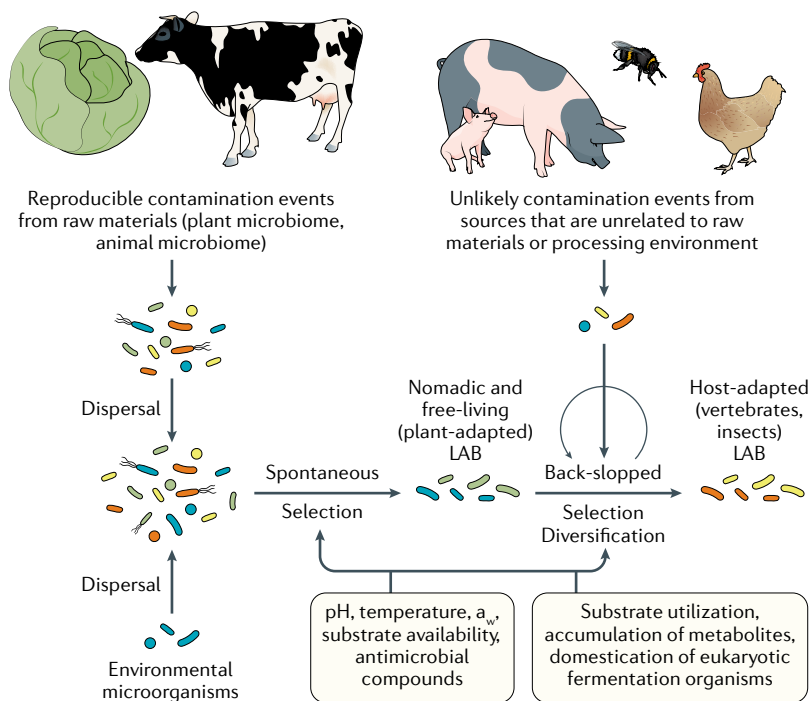 Reproducible contamination events
from raw materials (plant microbiome,
animal microbiome)
Unlikely contamination events from
sources that are unrelated to raw
materials or processing environment
Dispersal
Nomadic and
free-living
(plant-adapted)
LAB
Host-adapted
(vertebrates,
insects)
LAB
Spontaneous
Selection
Back-slopped
Selection
Diversification
Dispersal
Environmental
microorganisms
pH, temperature, a_w,
substrate availability,
antimicrobial
compounds
Substrate utilization,
accumulation of metabolites,
domestication of eukaryotic
fermentation organisms